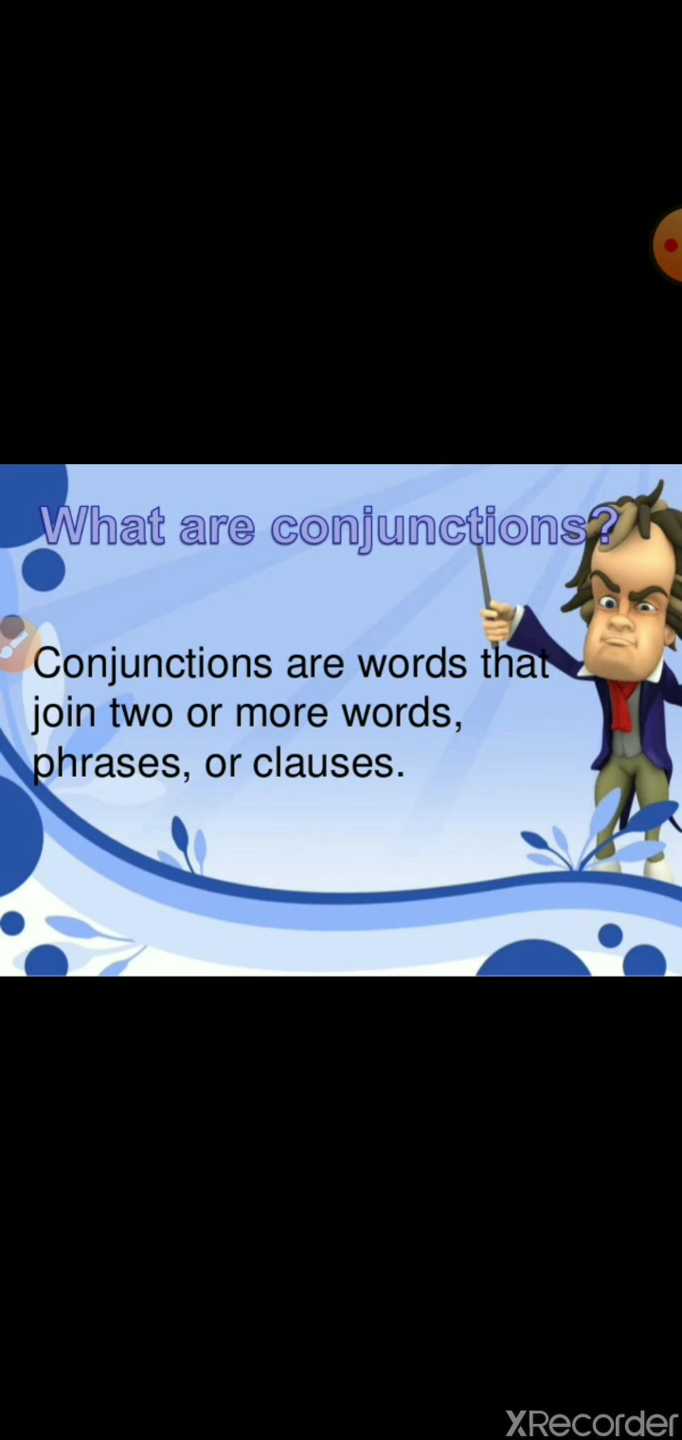 What are conjunctions?
Conjunctions are words that
join two or more words,
phrases, or clauses.
XRecorder